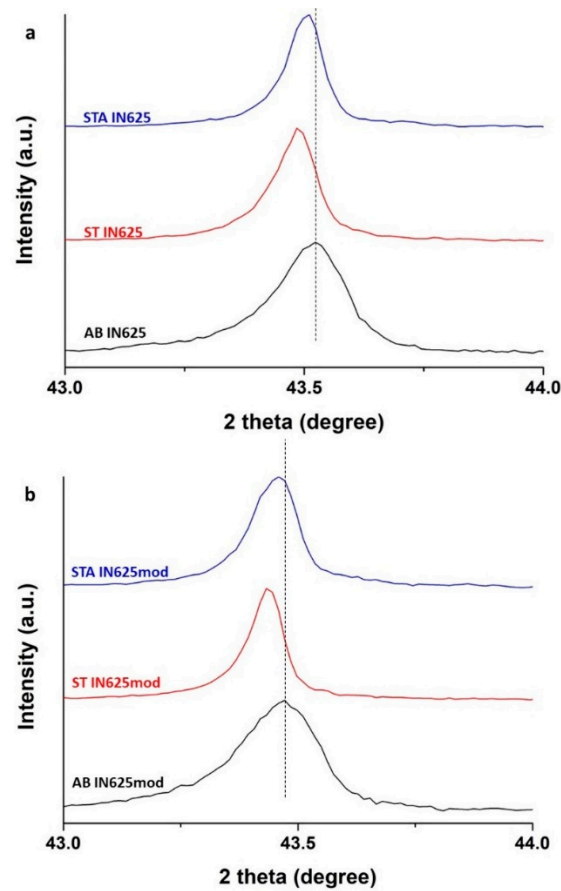 a
STA IN625
ST IN625
AB IN625
Intensity (a.u.)
43.0
43.5
44.0
2 theta (degree)
b
STA IN625mod
ST IN625mod
AB IN625mod
Intensity (a.u.)
43.0
43.5
44.0
2 theta (degree)